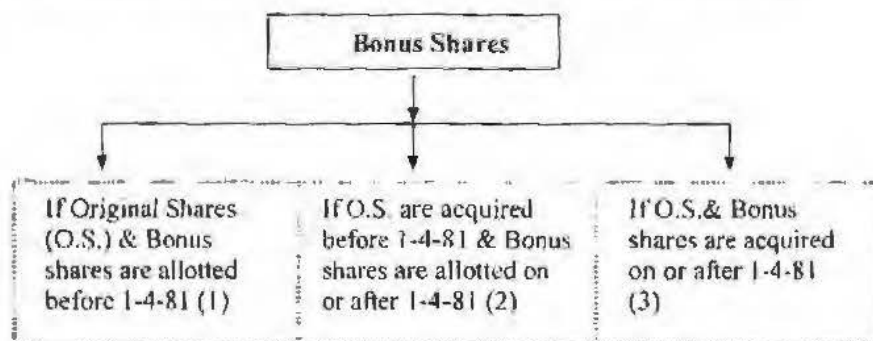 Bonus Shares
If Original Shares
(O.S.) & Bonus
shares are allotted
before 1-4-81 (1)
If O.S. are acquired
before 1-4-81 & Bonus
shares are allotted on
or after 1-4-81 (2)
If O.S.& Bonus
shares are acquired
on or after 1-4-81
(3)